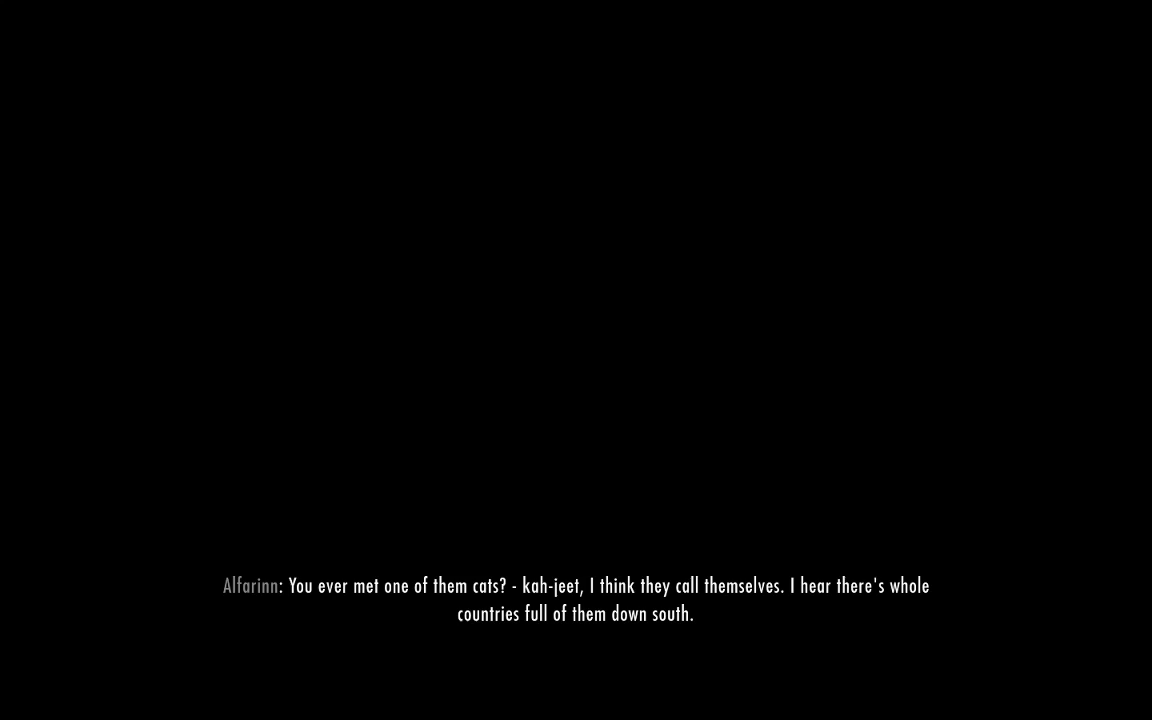 Alfarinn: You ever met one of them cats? - kah-jeet, I think they call themselves. I hear there's whole
countries full of them down south.